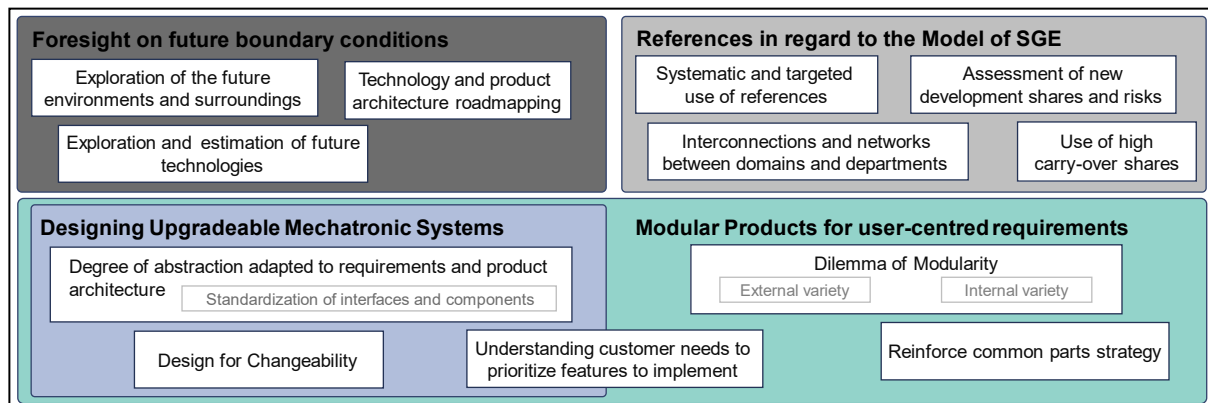 Foresight on future boundary conditions
Exploration of the future
environments and surroundings
Technology and product
architecture roadmapping
Exploration and estimation of future
technologies
References in regard to the Model of SGE
Systematic and targeted
use of references
Assessment of new
development shares and risks
Interconnections and networks
between domains and departments
Use of high
carry-over shares
Designing Upgradeable Mechatronic Systems
Degree of abstraction adapted to requirements and product
architecture
Standardization of interfaces and components
Design for Changeability
Understanding customer needs to
prioritize features to implement
Modular Products for user-centred requirements
Dilemma of Modularity
External variety
Internal variety
Reinforce common parts strategy